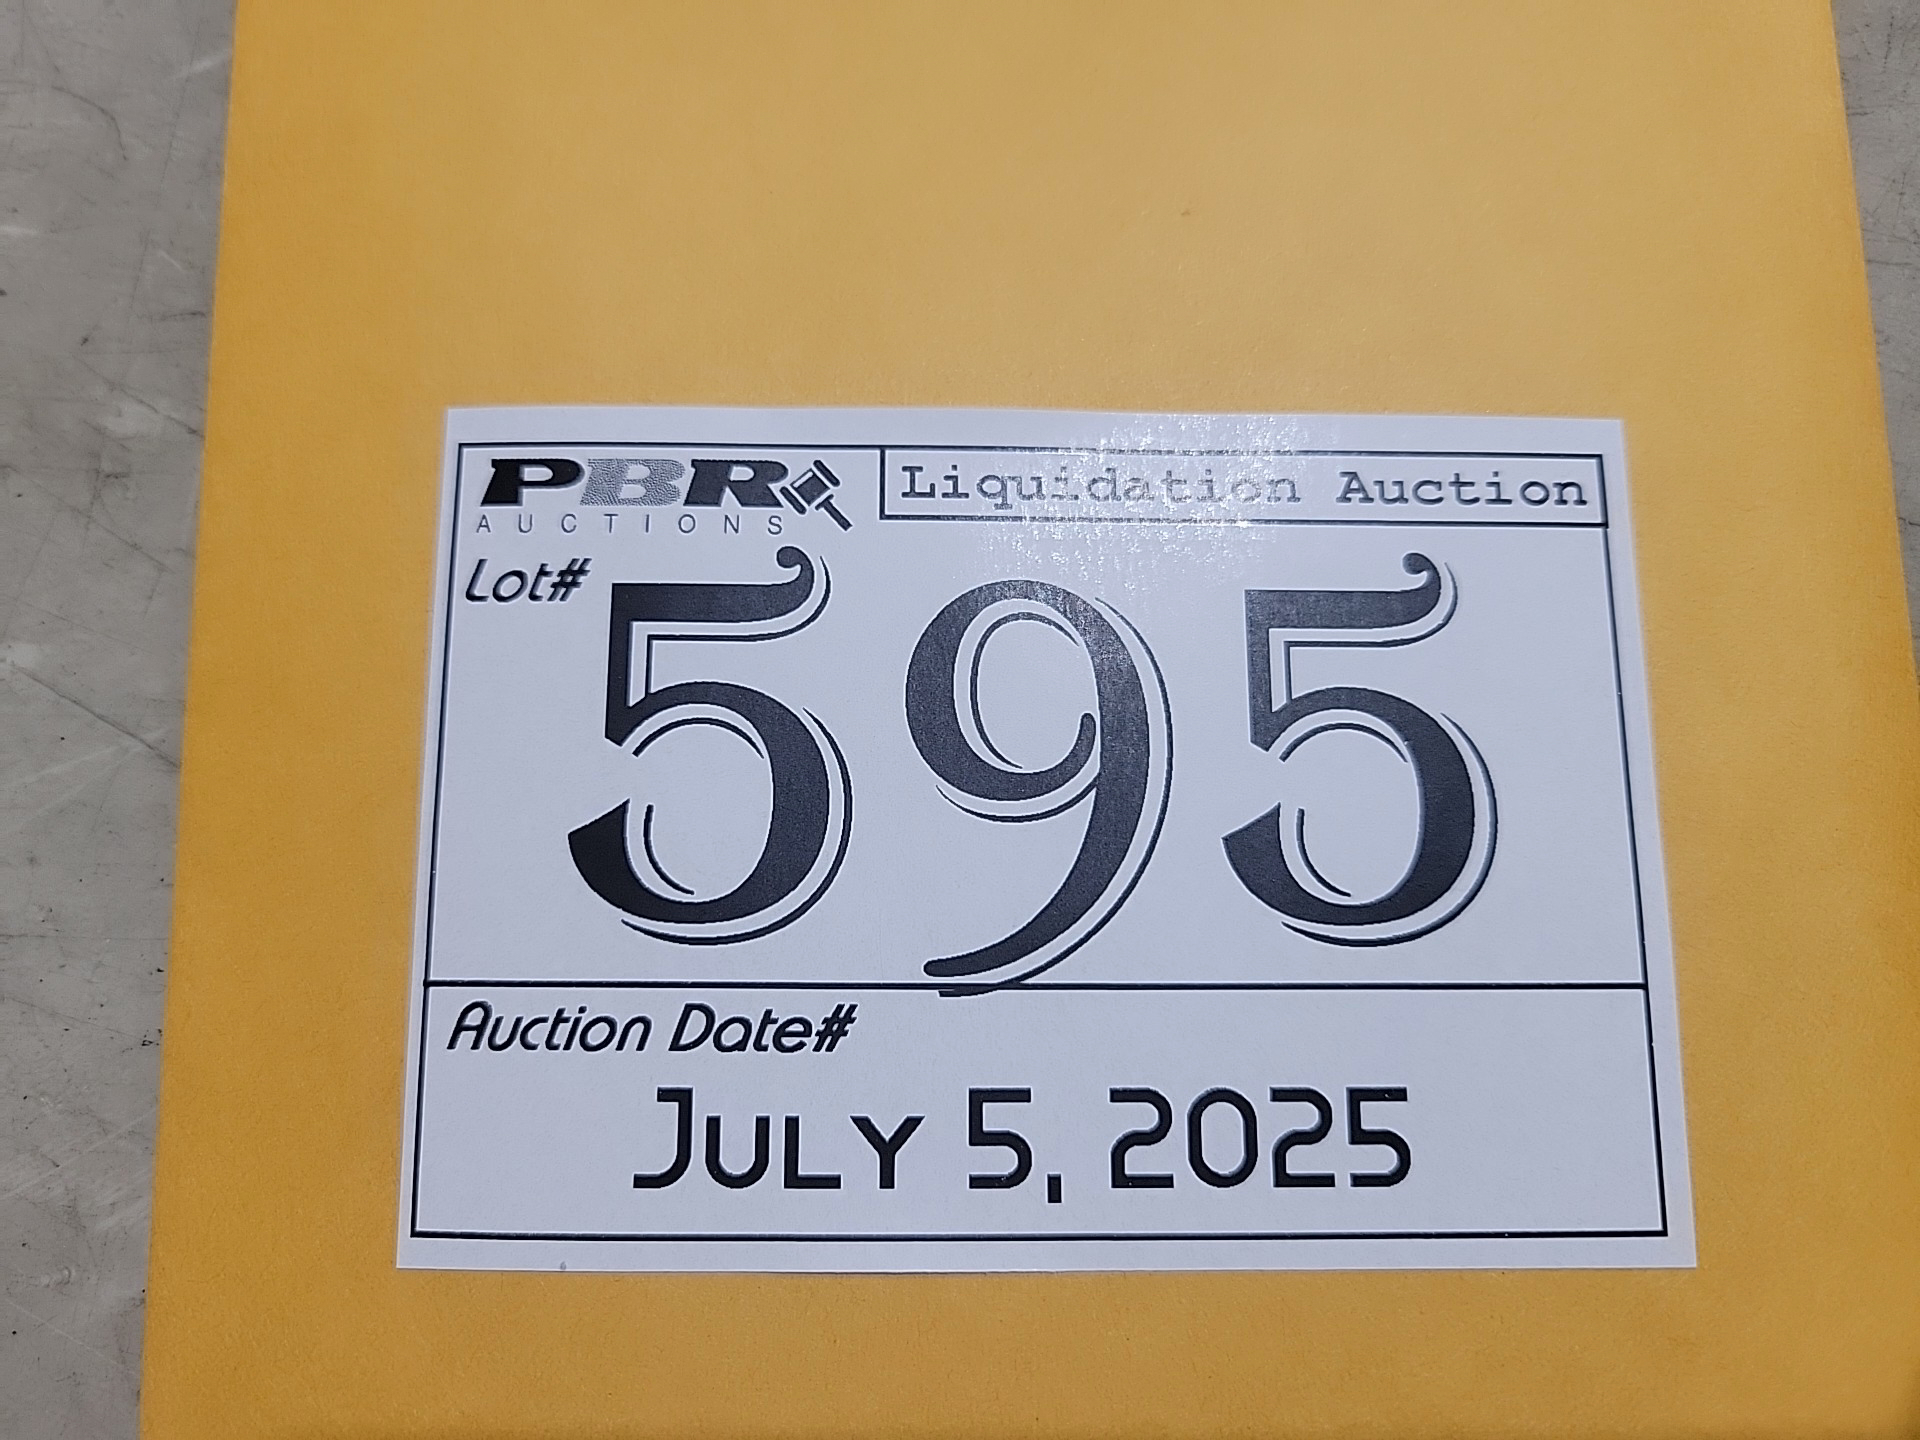 PBR
AUCTIONS
Liquidation Auction
Lot#
595
Auction Date#
July 5, 2025